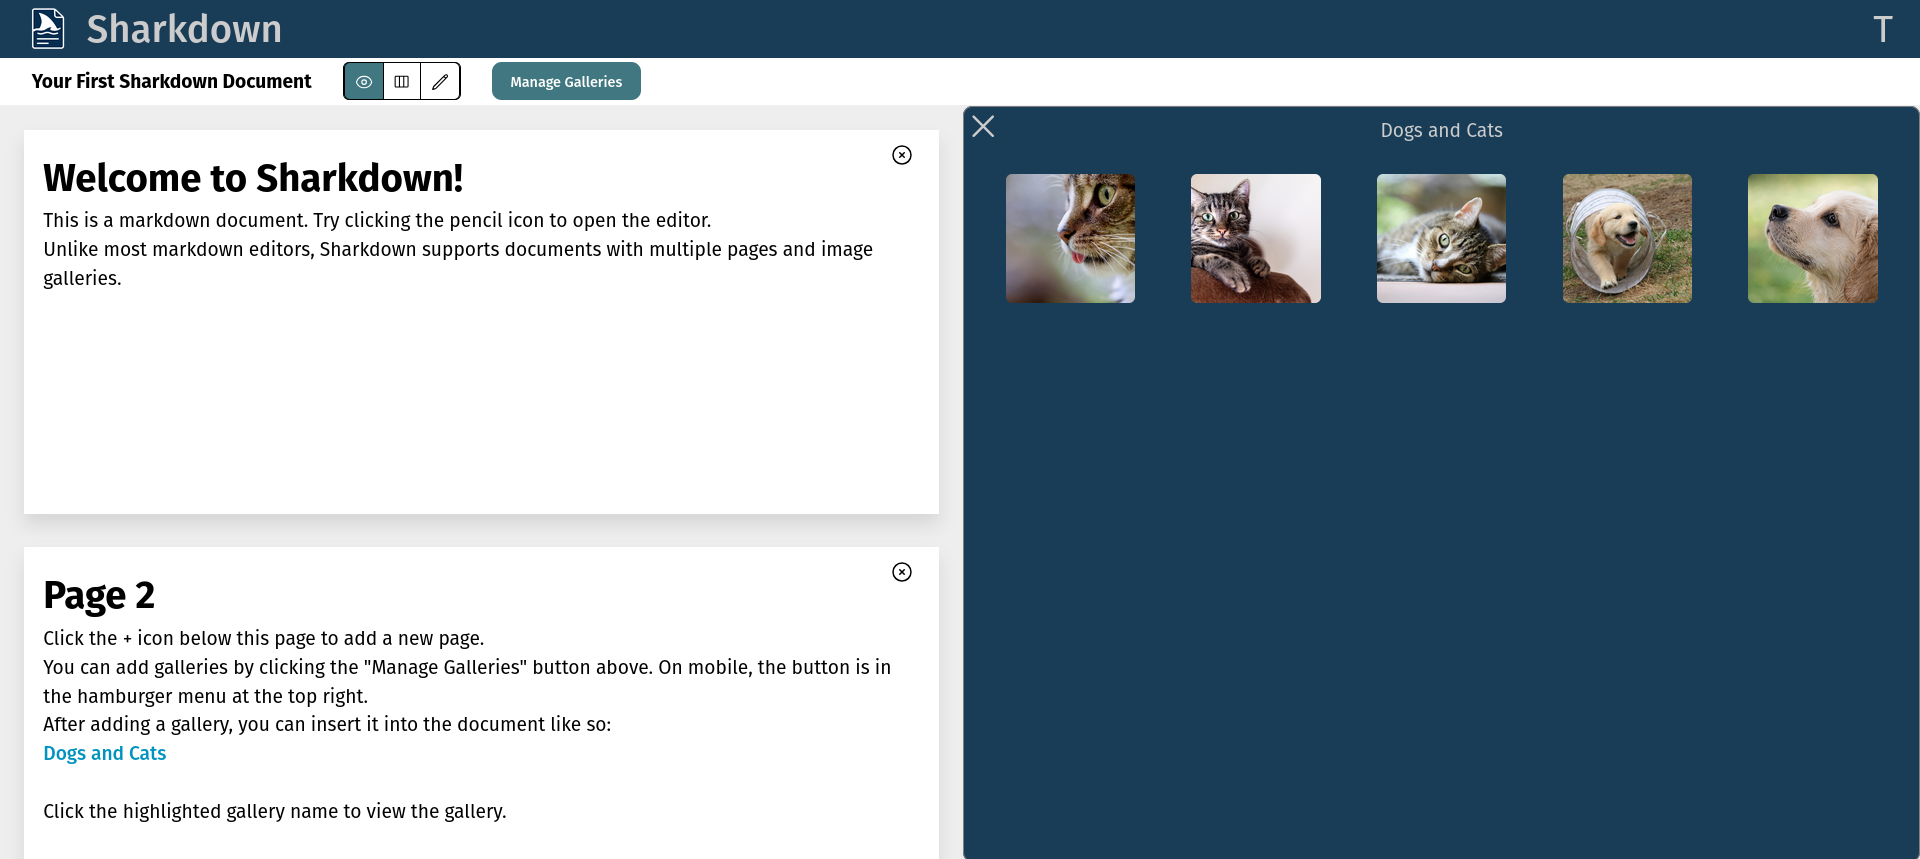 Sharkdown
T
Your First Sharkdown Document
Manage Galleries
Welcome to Sharkdown!
This is a markdown document. Try clicking the pencil icon to open the editor.
Unlike most markdown editors, Sharkdown supports documents with multiple pages and image
galleries.
Page 2
Click the + icon below this page to add a new page.
You can add galleries by clicking the "Manage Galleries" button above. On mobile, the button is in
the hamburger menu at the top right.
After adding a gallery, you can insert it into the document like so:
Dogs and Cats
Click the highlighted gallery name to view the gallery.
Dogs and Cats